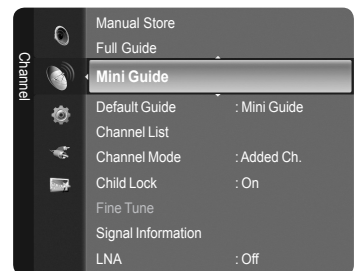 Channel
Manual Store
Full Guide
Mini Guide
Default Guide : Mini Guide
Channel List
Channel Mode : Added Ch.
Child Lock : On
Fine Tune
Signal Information
LNA : Off